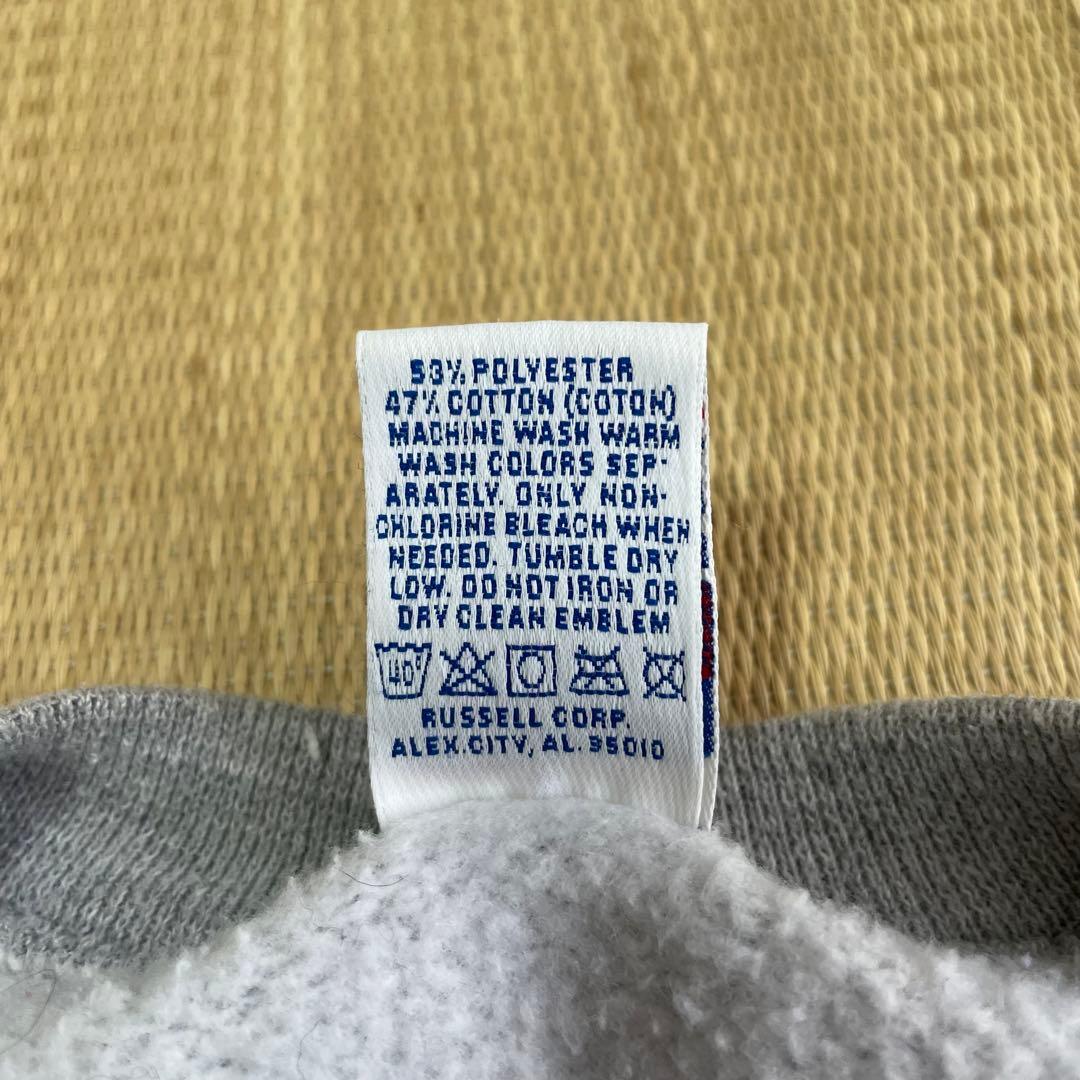 53% POLYESTER
47% COTTON (COTON)
MACHINE WASH WARM
WASH COLORS SEP-
ARATELY. ONLY NON-
CHLORINE BLEACH WHEN
NEEDED. TUMBLE DRY
LOW. DO NOT IRON OR
DRY CLEAN EMBLEM
40°
RUSSELL CORP.
ALEX.CITY, AL. 35010